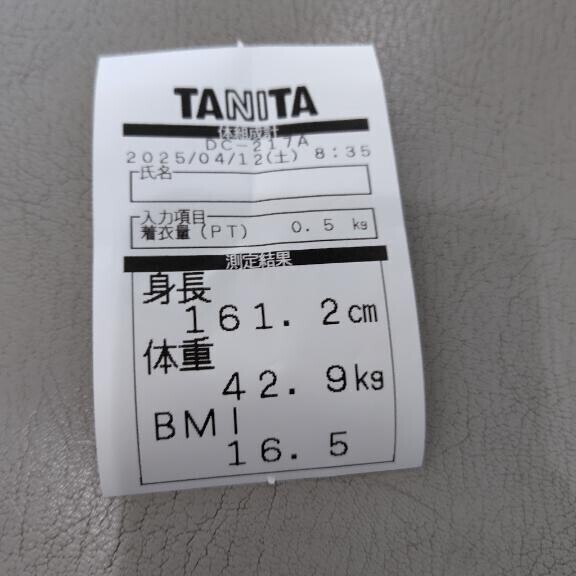 TANITA
体組成計
DC-217A
2025/04/12(土) 8:35
氏名
入力項目
着衣量(PT) 0.5 kg
測定結果
身長
161.2cm
体重
42.9kg
BMI
16.5